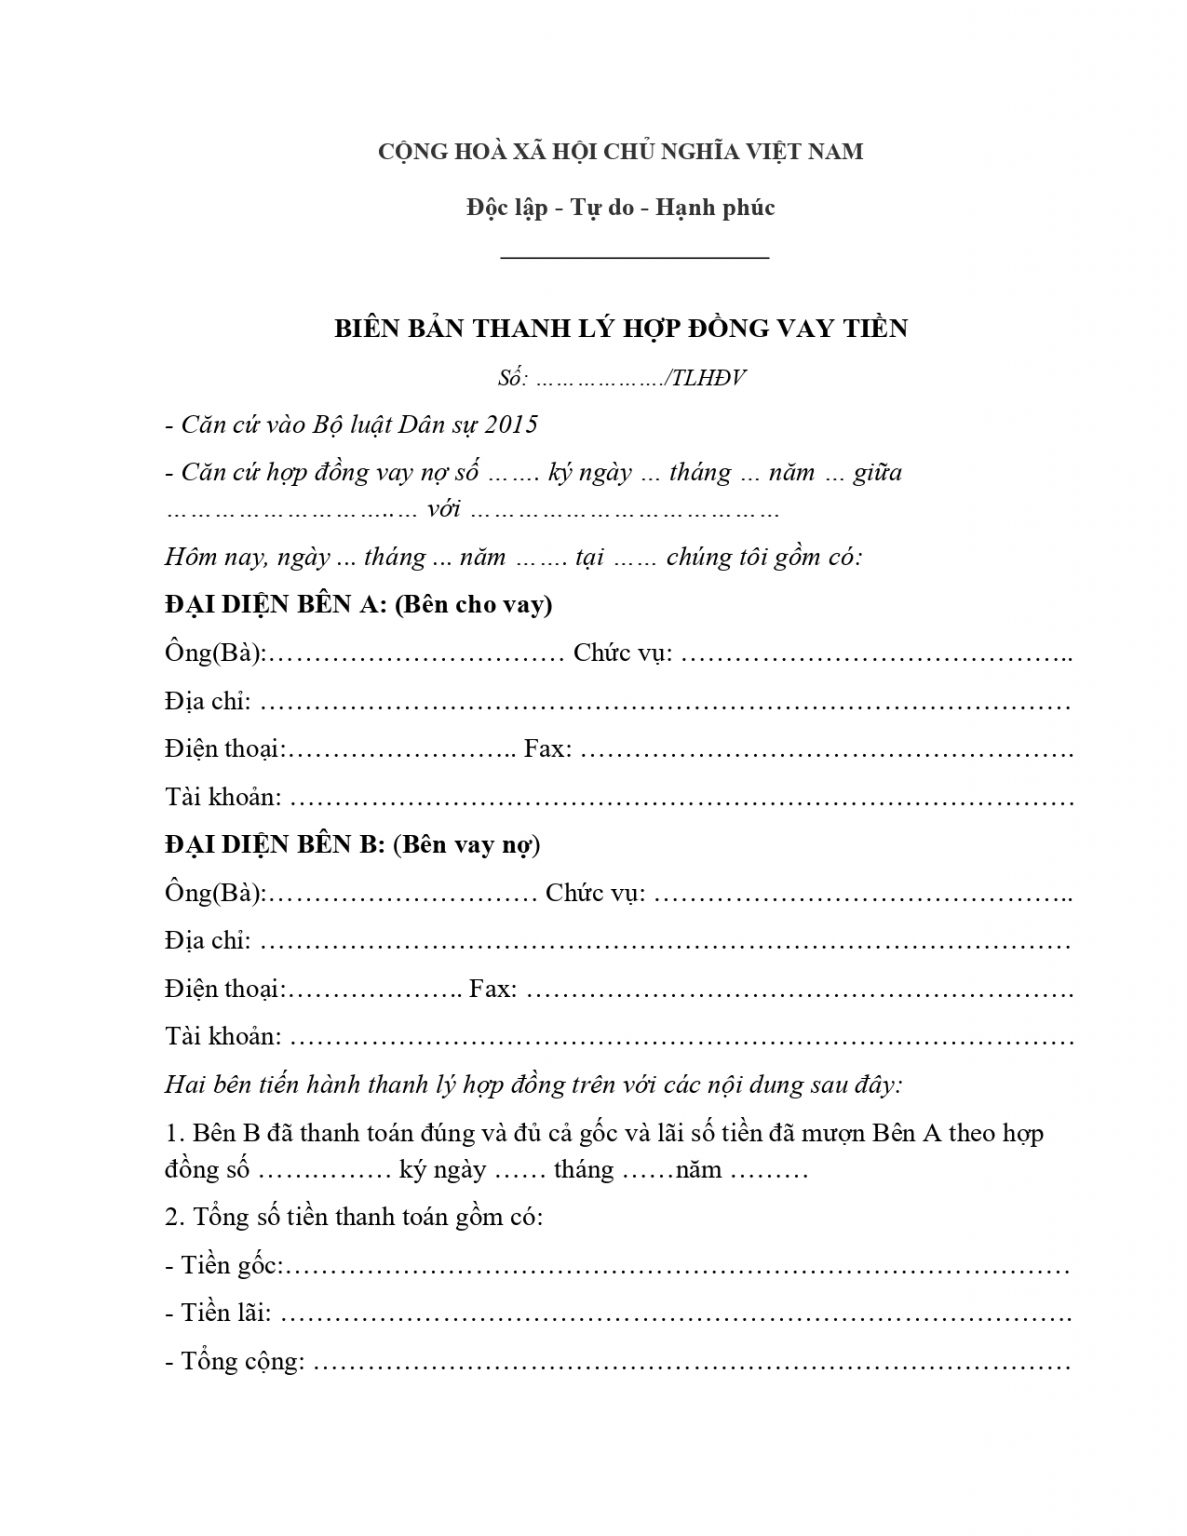 CỘNG HOÀ XÃ HỘI CHỦ NGHĨA VIỆT NAM
Độc lập - Tự do - Hạnh phúc
BIÊN BẢN THANH LÝ HỢP ĐỒNG VAY TIỀN
Số: ………………./TLHĐV
- Căn cứ vào Bộ luật Dân sự 2015
- Căn cứ hợp đồng vay nợ số ……. ký ngày … tháng … năm … giữa
………………………..… với …………………………………
Hôm nay, ngày ... tháng ... năm ……. tại …… chúng tôi gồm có:
ĐẠI DIỆN BÊN A: (Bên cho vay)
Ông(Bà):…………………………… Chức vụ: ……………………………………..
Địa chỉ: ………………………………………………………………………………
Điện thoại:…………………….. Fax: ……………………………………………….
Tài khoản: ……………………………………………………………………………
ĐẠI DIỆN BÊN B: (Bên vay nợ)
Ông(Bà):………………………… Chức vụ: ………………………………………..
Địa chỉ: ………………………………………………………………………………
Điện thoại:……………….. Fax: …………………………………………………….
Tài khoản: ……………………………………………………………………………
Hai bên tiến hành thanh lý hợp đồng trên với các nội dung sau đây:
1. Bên B đã thanh toán đúng và đủ cả gốc và lãi số tiền đã mượn Bên A theo hợp
đồng số …………… ký ngày …… tháng ……năm ………
2. Tổng số tiền thanh toán gồm có:
- Tiền gốc:……………………………………………………………………………
- Tiền lãi: …………………………………………………………………………….
- Tổng cộng: …………………………………………………………………………